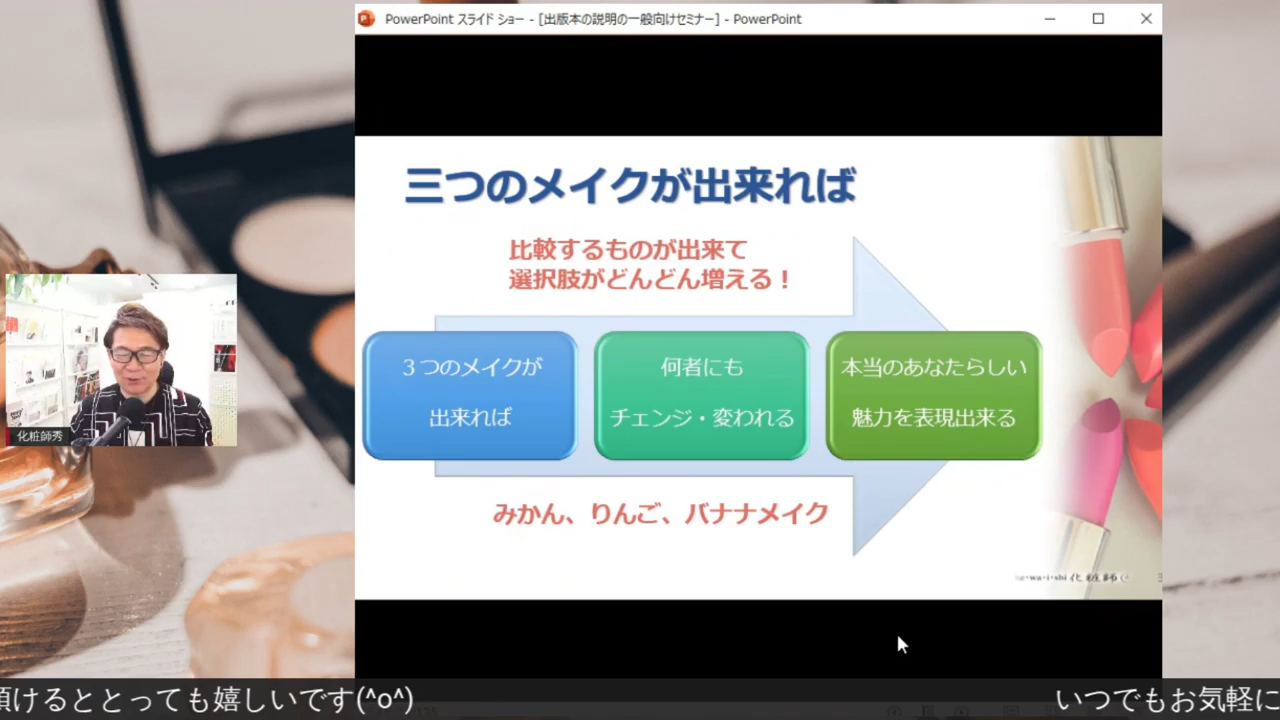 PowerPoint スライド ショー - [出版本の説明の一般向けセミナー] - PowerPoint
三つのメイクが出来れば
比較するものが出来て
選択肢がどんどん増える！
３つのメイクが
出来れば
何者にも
チェンジ・変われる
本当のあなたらしい
魅力を表現出来る
みかん、りんご、バナナメイク
化粧師秀
頂けるととっても嬉しいです(^o^)
いつでもお気軽に